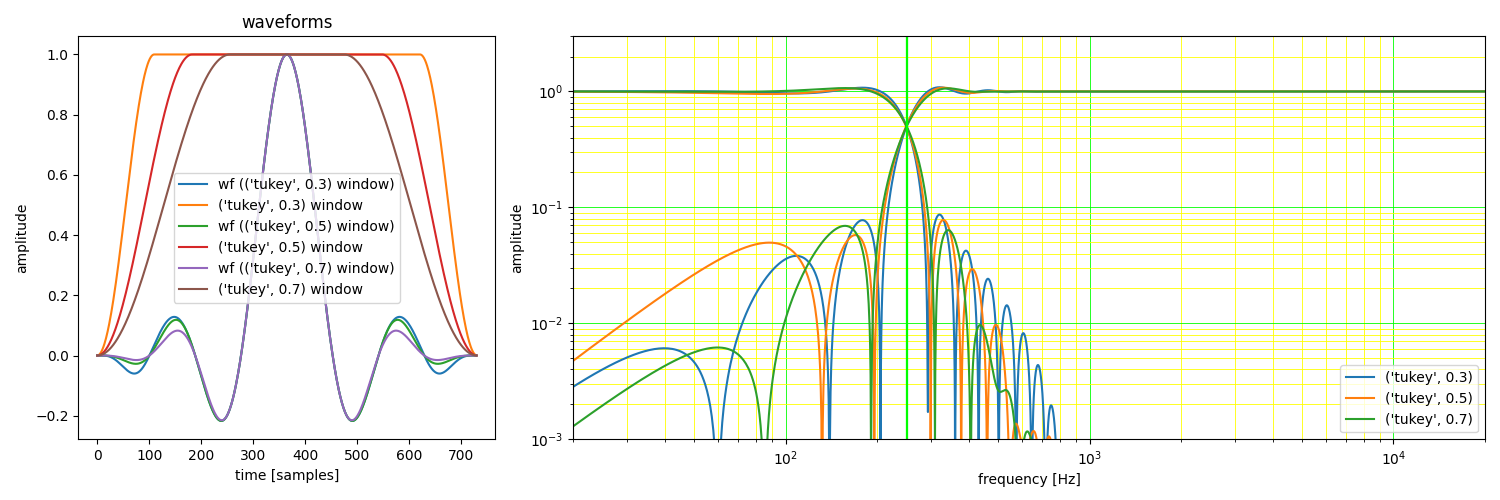 waveforms
amplitude
1.0
0.8
0.6
0.4
0.2
0.0
−0.2
wf (('tukey', 0.3) window)
('tukey', 0.3) window
wf (('tukey', 0.5) window)
('tukey', 0.5) window
wf (('tukey', 0.7) window)
('tukey', 0.7) window
0 100 200 300 400 500 600 700
time [samples]
amplitude
10⁰
10⁻¹
10⁻²
10⁻³
('tukey', 0.3)
('tukey', 0.5)
('tukey', 0.7)
10² 10³ 10⁴
frequency [Hz]